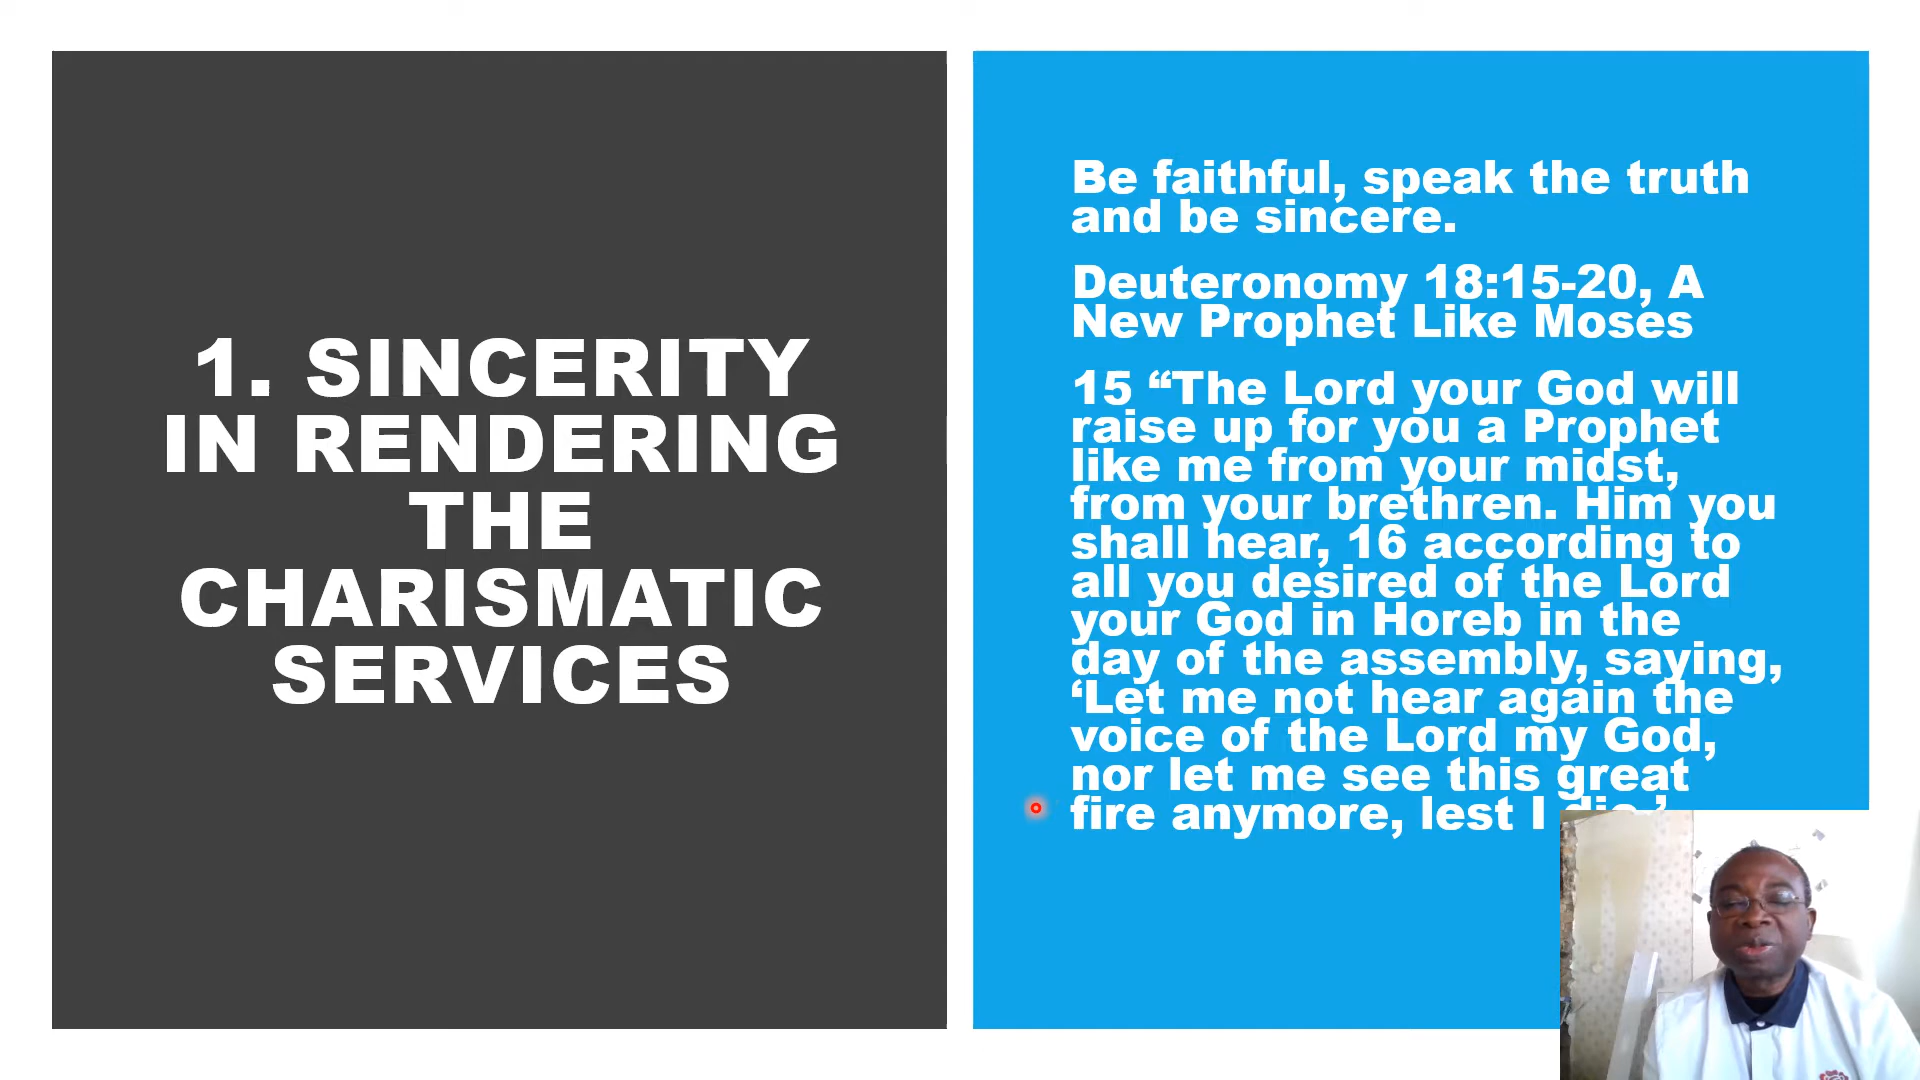 1. SINCERITY
IN RENDERING
THE
CHARISMATIC
SERVICES
Be faithful, speak the truth
and be sincere.
Deuteronomy 18:15-20, A
New Prophet Like Moses
15 “The Lord your God will
raise up for you a Prophet
like me from your midst,
from your brethren. Him you
shall hear, 16 according to
all you desired of the Lord
your God in Horeb in the
day of the assembly, saying,
‘Let me not hear again the
voice of the Lord my God,
nor let me see this great
fire anymore, lest I die.’